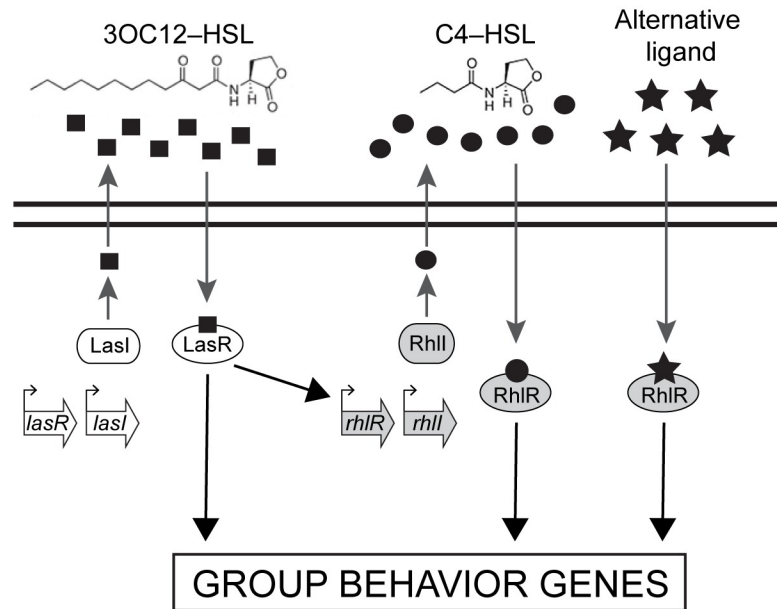 3OC12–HSL
C4–HSL
Alternative
ligand
O
O
N
H
H
O
O
O
N
H
H
O
O
LasI
LasR
RhlI
RhlR
RhlR
lasR
lasI
rhlR
rhlI
GROUP BEHAVIOR GENES